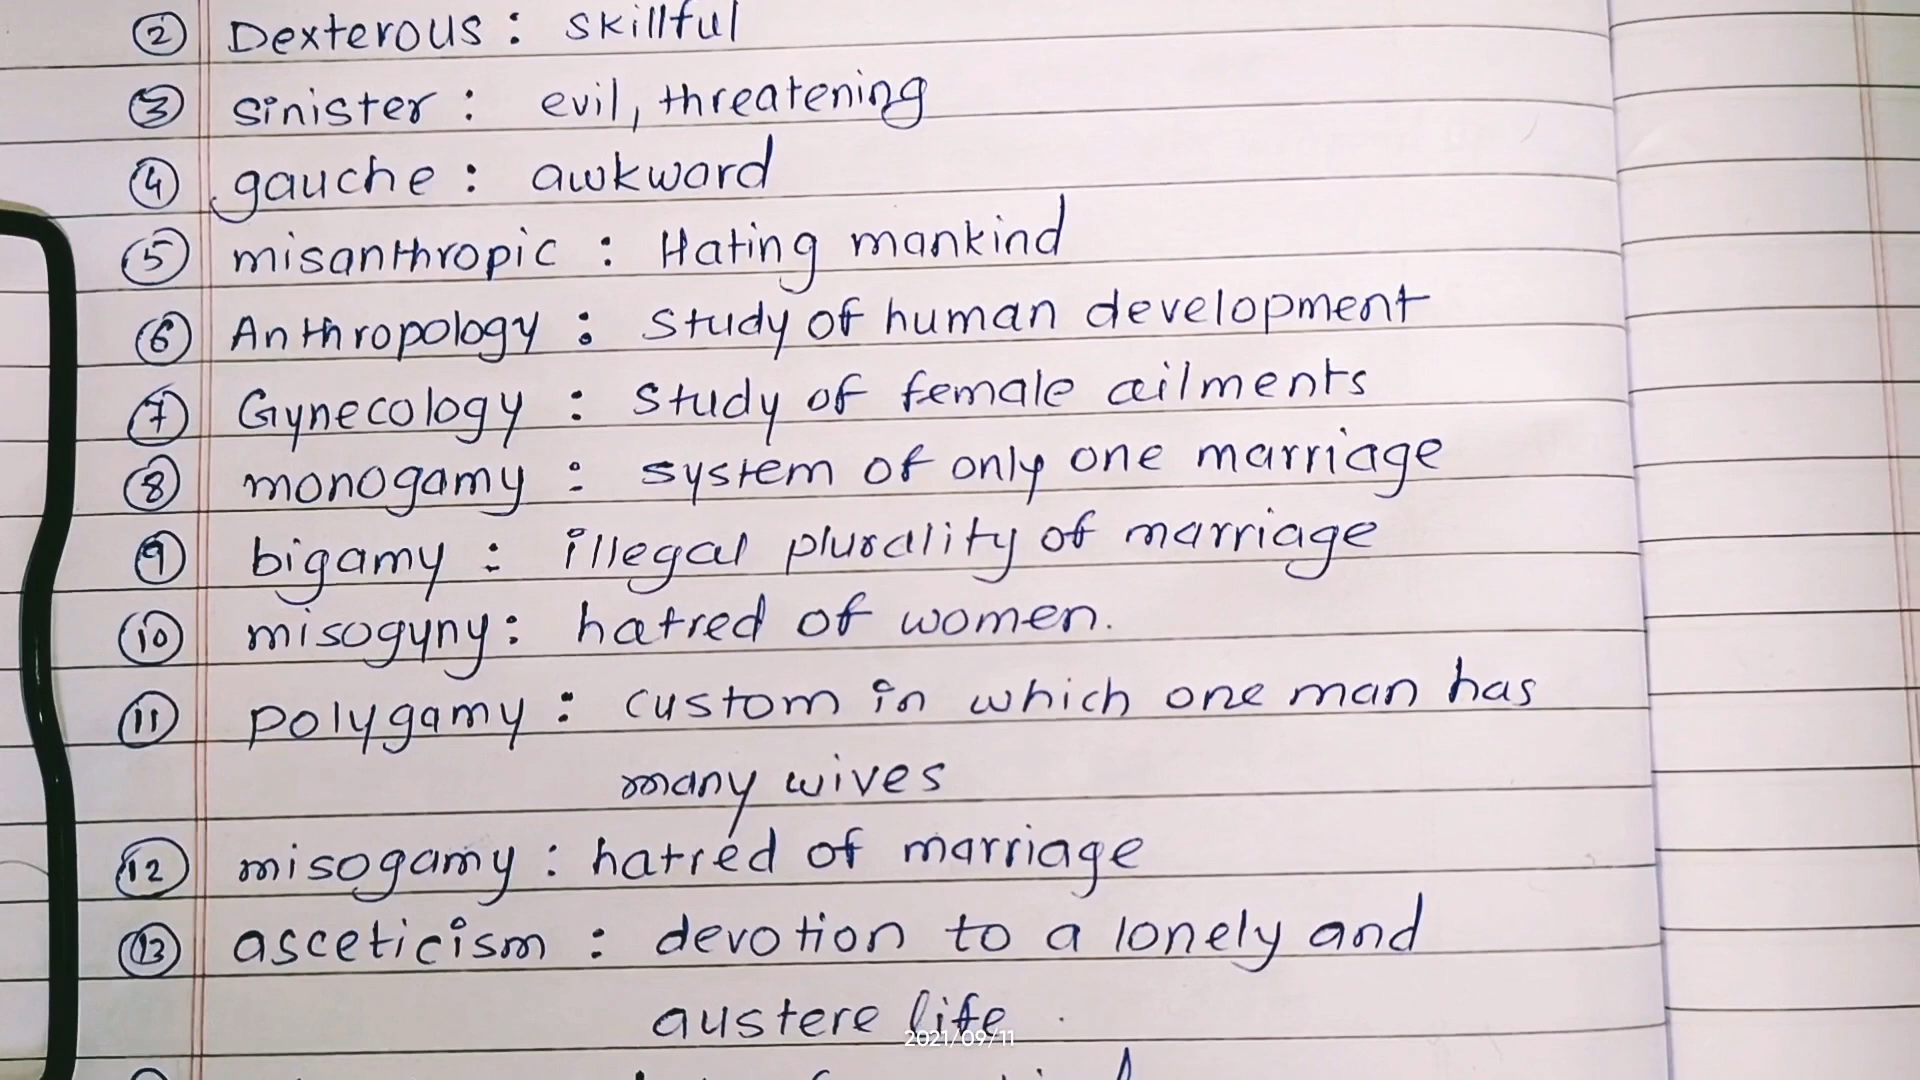 2 Dexterous : skillful
3 sinister : evil, threatening
4 gauche : awkward
5 misanthropic : Hating mankind
6 Anthropology : study of human development
7 Gynecology : study of female ailments
8 monogamy : system of only one marriage
9 bigamy : illegal plurality of marriage
10 misogyny : hatred of women.
11 polygamy : custom in which one man has
many wives
12 misogamy : hatred of marriage
13 asceticism : devotion to a lonely and
austere life.
2021/09/11